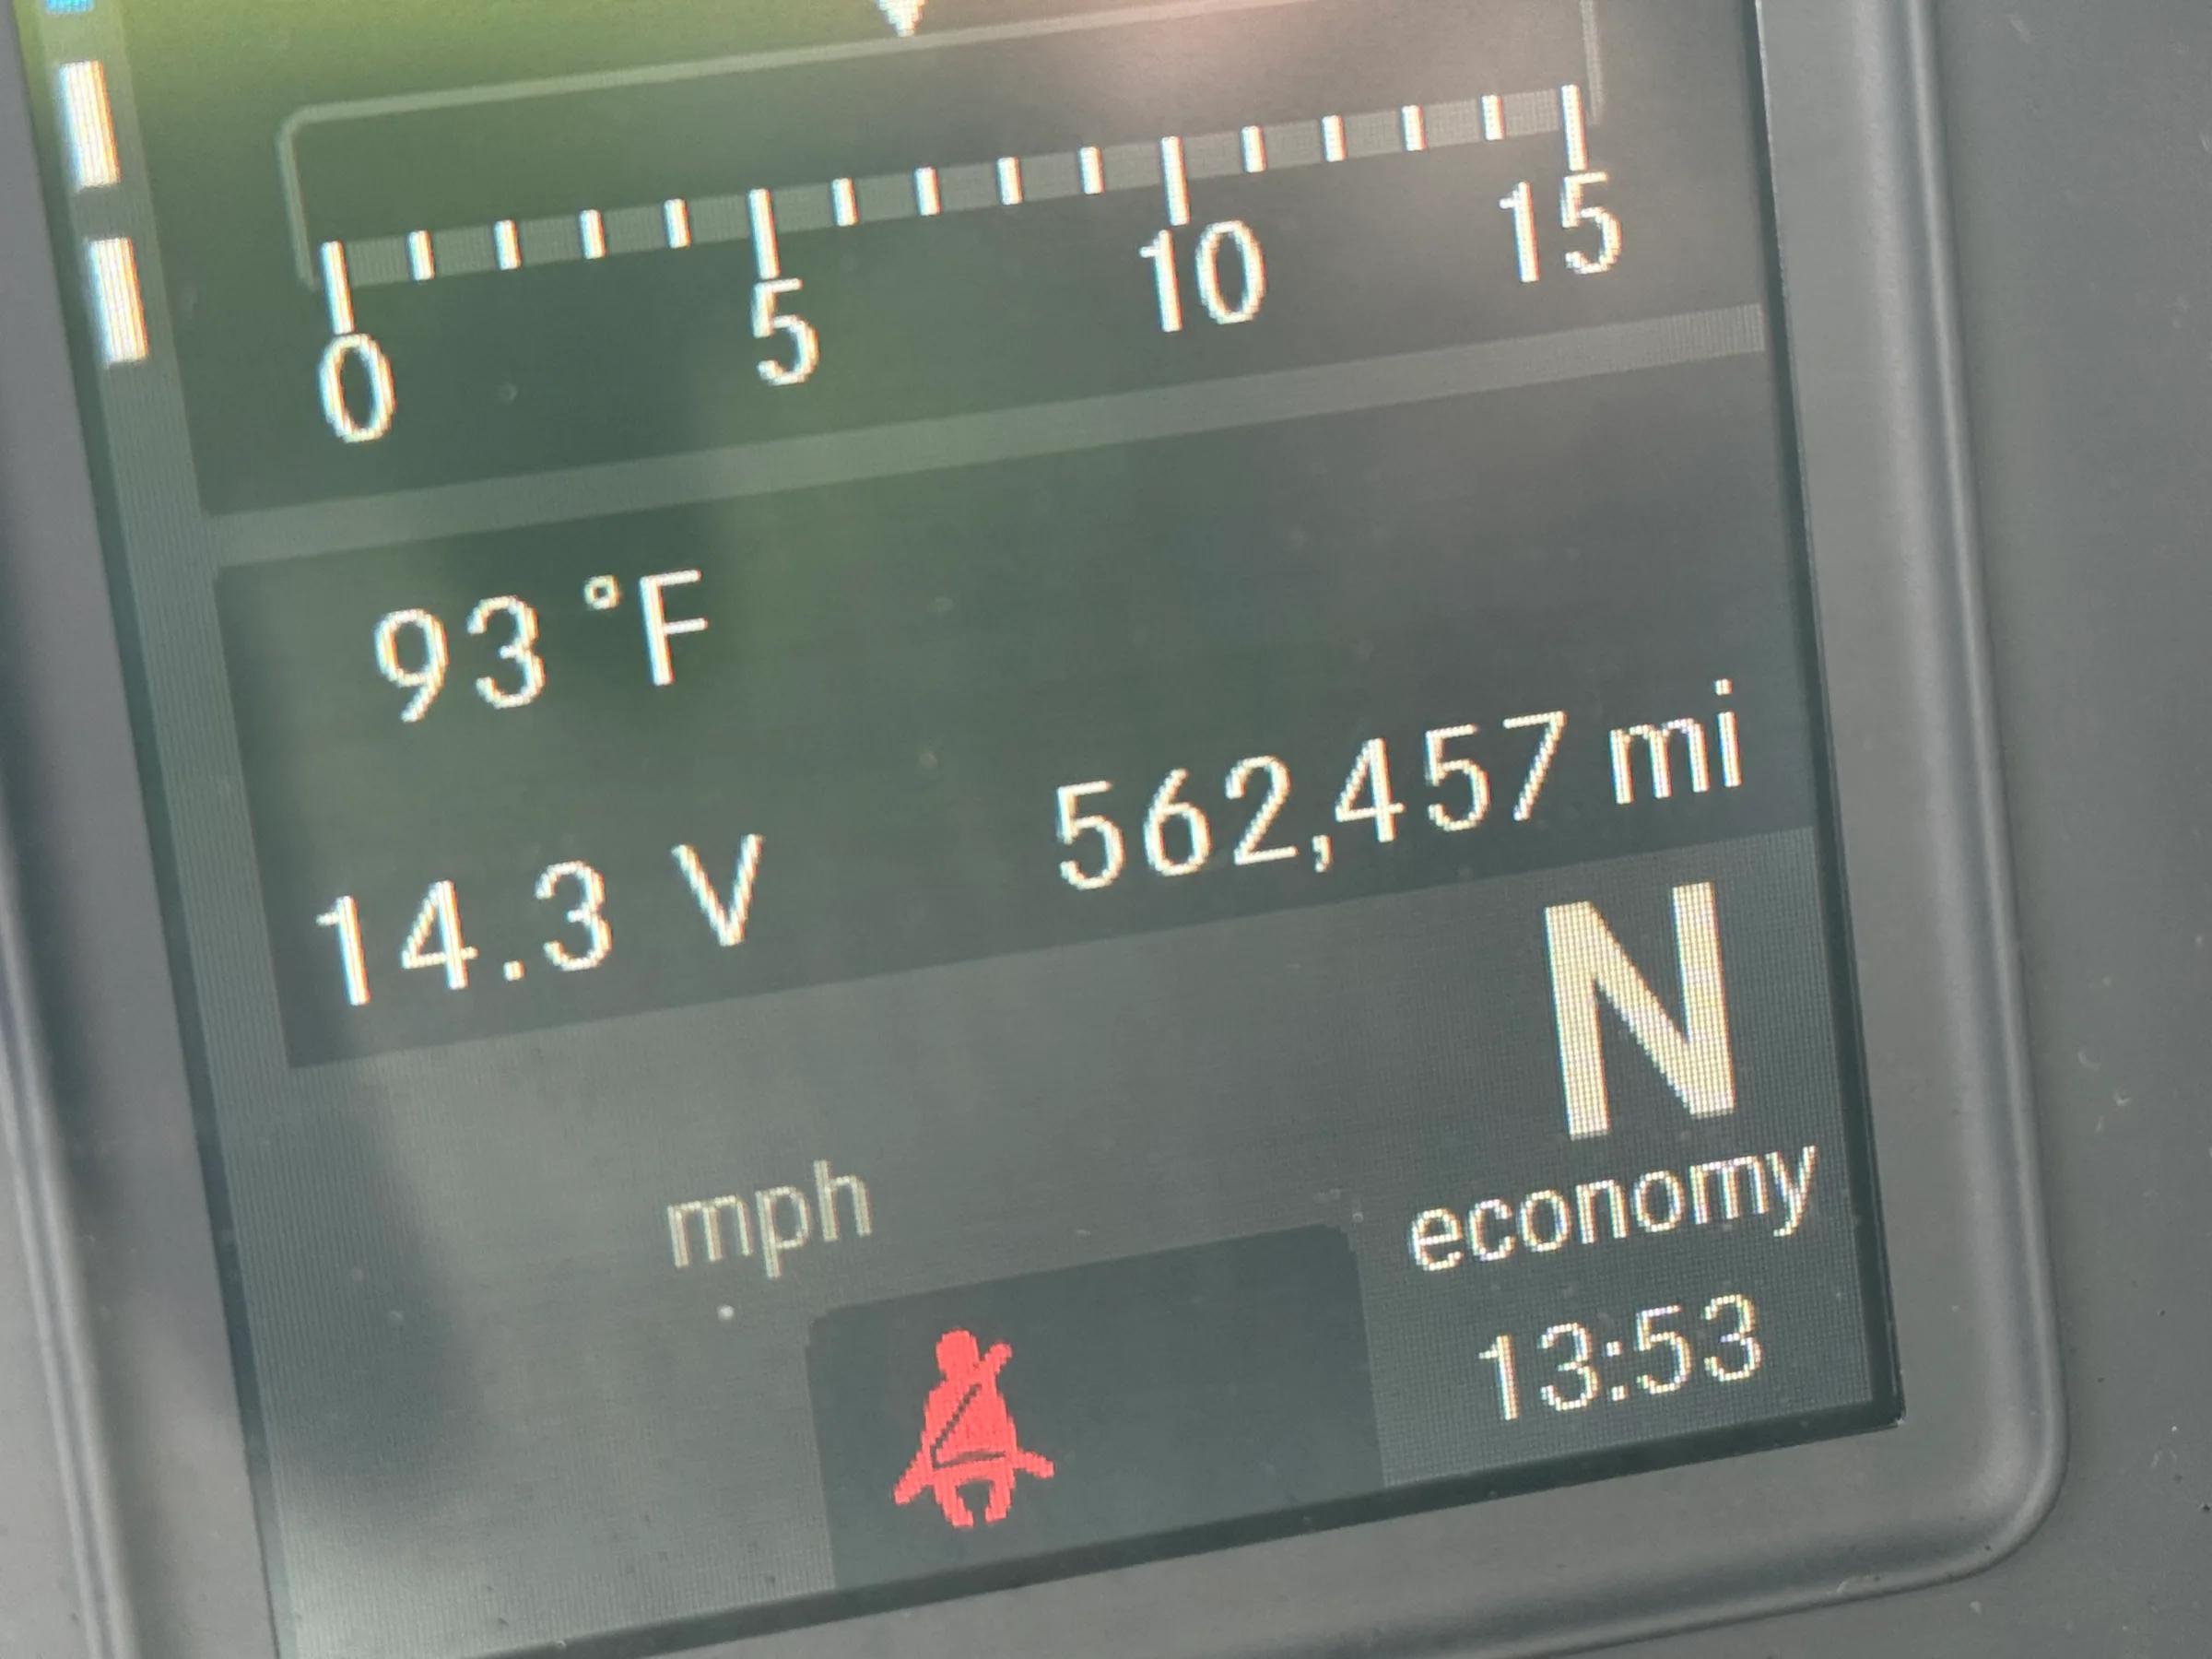 0 5 10 15
93 °F
14.3 V 562,457 mi
N
mph economy
13:53